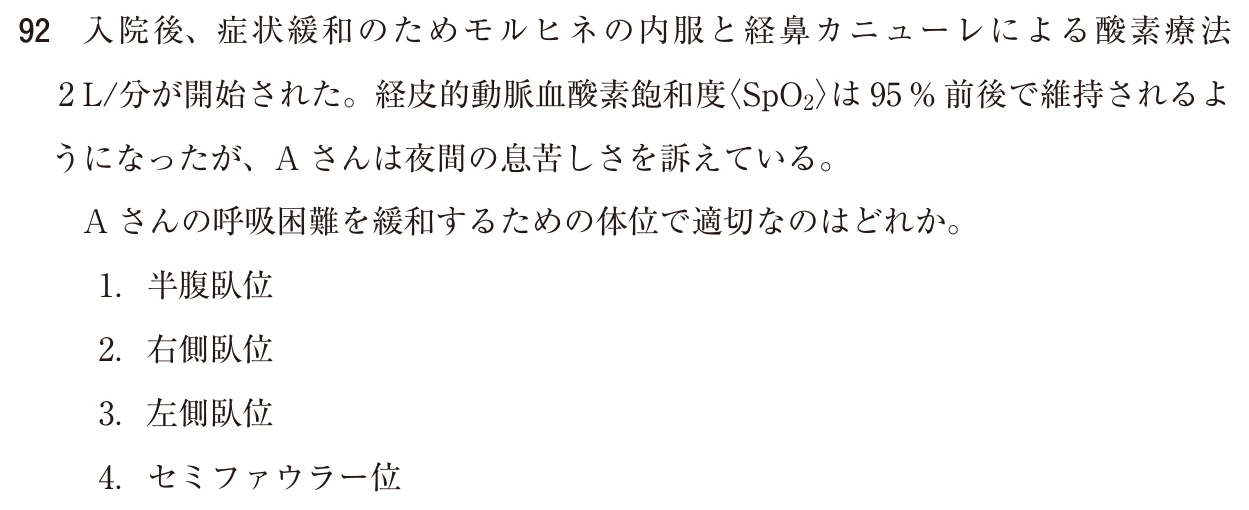 92 入院後、症状緩和のためモルヒネの内服と経鼻カニューレによる酸素療法
2 L/分が開始された。経皮的動脈血酸素飽和度〈SpO₂〉は 95 % 前後で維持されるよ
うになったが、A さんは夜間の息苦しさを訴えている。
A さんの呼吸困難を緩和するための体位で適切なのはどれか。
1. 半腹臥位
2. 右側臥位
3. 左側臥位
4. セミファウラー位